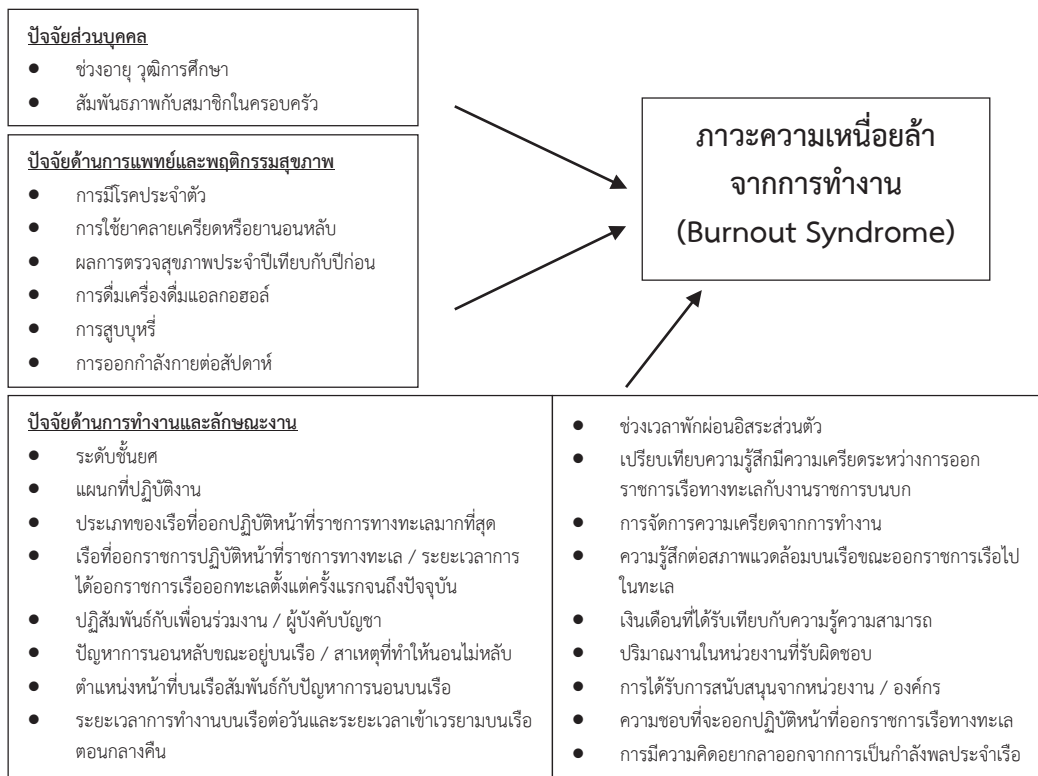 ปัจจัยส่วนบุคคล
● ช่วงอายุ วุฒิการศึกษา
● สัมพันธภาพกับสมาชิกในครอบครัว
ปัจจัยด้านการแพทย์และพฤติกรรมสุขภาพ
● การมีโรคประจำตัว
● การใช้ยาคลายเครียดหรือยานอนหลับ
● ผลการตรวจสุขภาพประจำปีเทียบกับปีก่อน
● การดื่มเครื่องดื่มแอลกอฮอล์
● การสูบบุหรี่
● การออกกำลังกายต่อสัปดาห์
ภาวะความเหนื่อยล้า
จากการทำงาน
(Burnout Syndrome)
ปัจจัยด้านการทำงานและลักษณะงาน
● ระดับชั้นยศ
● แผนกที่ปฏิบัติงาน
● ประเภทของเรือที่ออกปฏิบัติหน้าที่ราชการทางทะเลมากที่สุด
● เรือที่ออกราชการปฏิบัติหน้าที่ราชการทางทะเล / ระยะเวลาการ
ได้ออกราชการเรือออกทะเลตั้งแต่ครั้งแรกจนถึงปัจจุบัน
● ปฏิสัมพันธ์กับเพื่อนร่วมงาน / ผู้บังคับบัญชา
● ปัญหาการนอนหลับขณะอยู่บนเรือ / สาเหตุที่ทำให้นอนไม่หลับ
● ตำแหน่งหน้าที่บนเรือสัมพันธ์กับปัญหาการนอนบนเรือ
● ระยะเวลาการทำงานบนเรือต่อวันและระยะเวลาเข้าเวรยามบนเรือ
ตอนกลางคืน
● ช่วงเวลาพักผ่อนอิสระส่วนตัว
● เปรียบเทียบความรู้สึกมีความเครียดระหว่างการออก
ราชการเรือทางทะเลกับงานราชการบนบก
● การจัดการความเครียดจากการทำงาน
● ความรู้สึกต่อสภาพแวดล้อมบนเรือขณะออกราชการเรือไป
ในทะเล
● เงินเดือนที่ได้รับเทียบกับความรู้ความสามารถ
● ปริมาณงานในหน่วยงานที่รับผิดชอบ
● การได้รับการสนับสนุนจากหน่วยงาน / องค์กร
● ความชอบที่จะออกปฏิบัติหน้าที่ออกราชการเรือทางทะเล
● การมีความคิดอยากลาออกจากการเป็นกำลังพลประจำเรือ